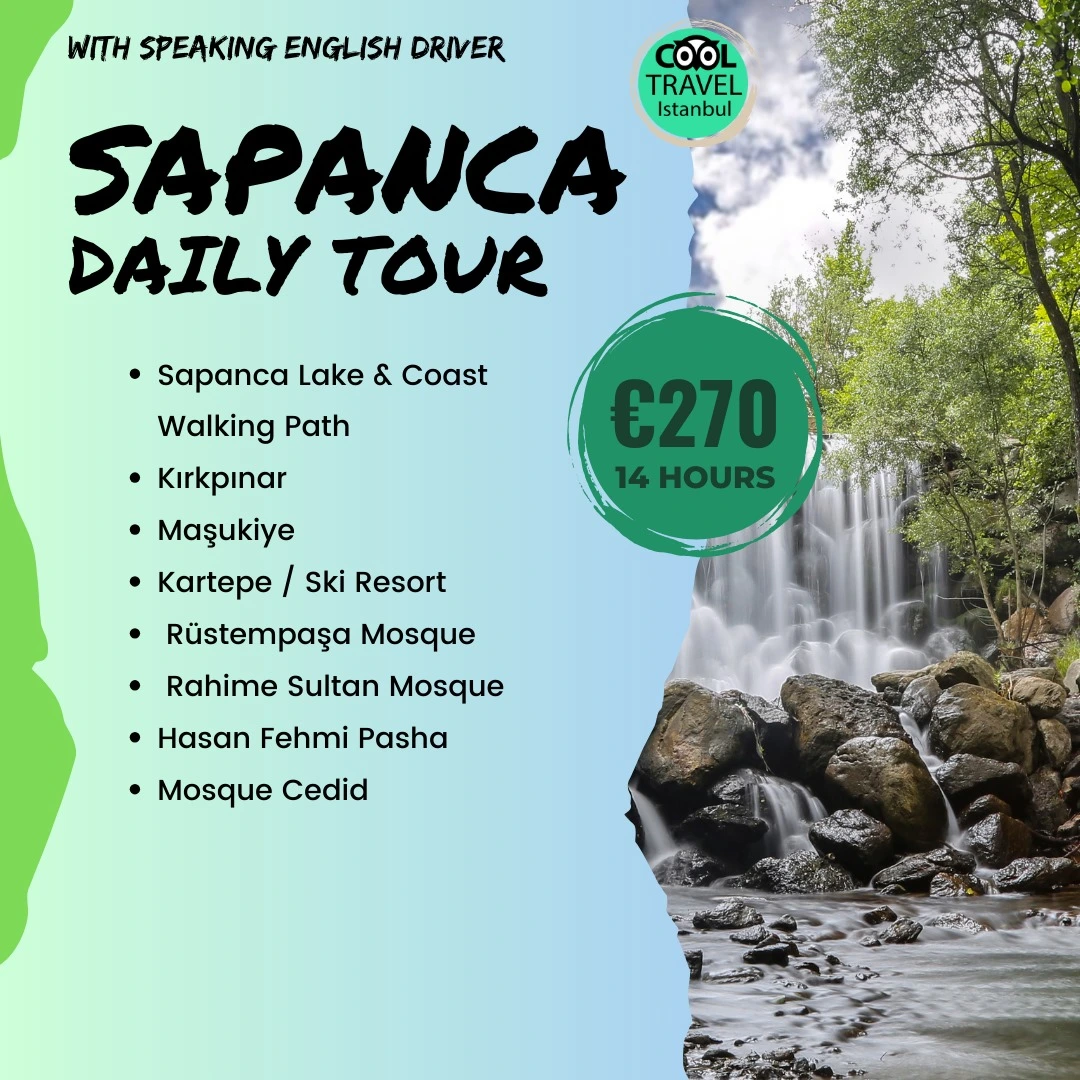 WITH SPEAKING ENGLISH DRIVER
COOL
TRAVEL
Istanbul
SAPANCA
DAILY TOUR
• Sapanca Lake & Coast
Walking Path
• Kırkpınar
• Maşukiye
• Kartepe / Ski Resort
• Rüstempaşa Mosque
• Rahime Sultan Mosque
• Hasan Fehmi Pasha
• Mosque Cedid
€270
14 HOURS